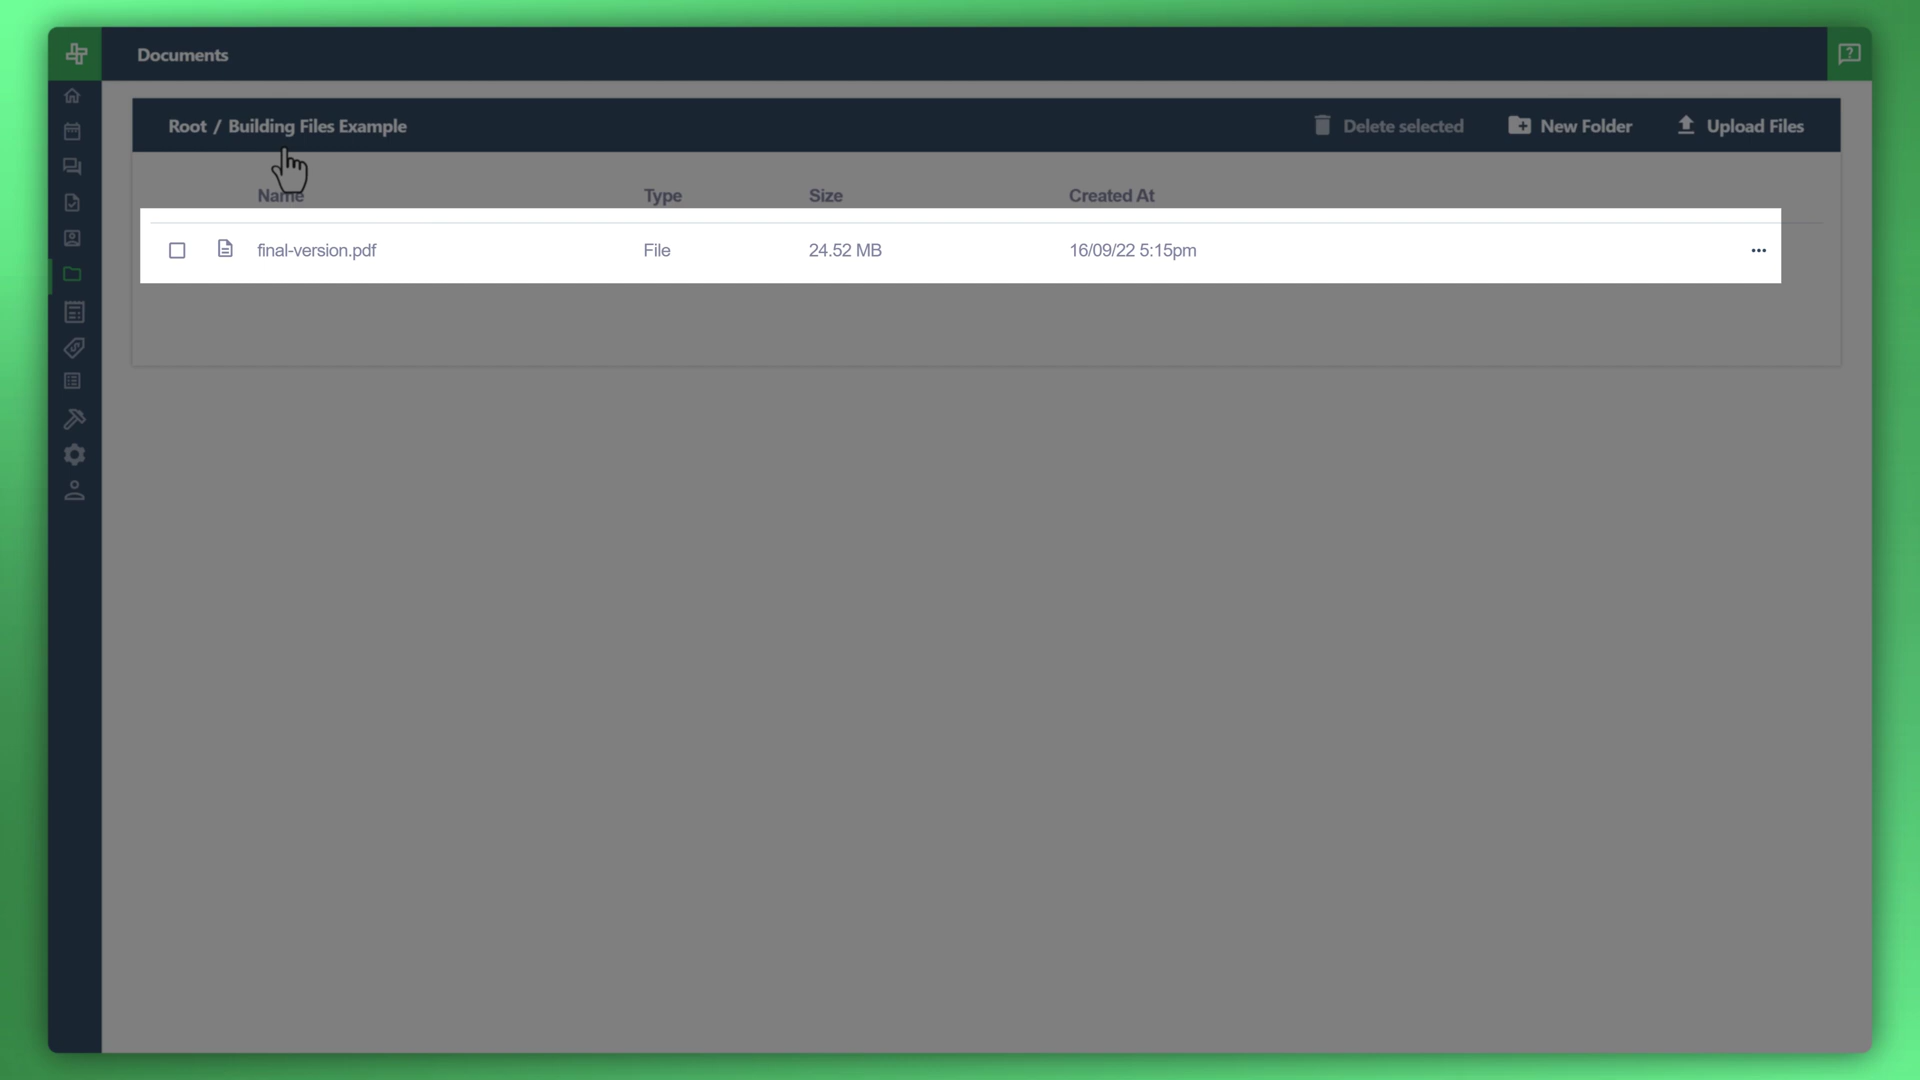 Documents
Root / Building Files Example
Delete selected
New Folder
Upload Files
Name Type Size Created At
final-version.pdf File 24.52 MB 16/09/22 5:15pm